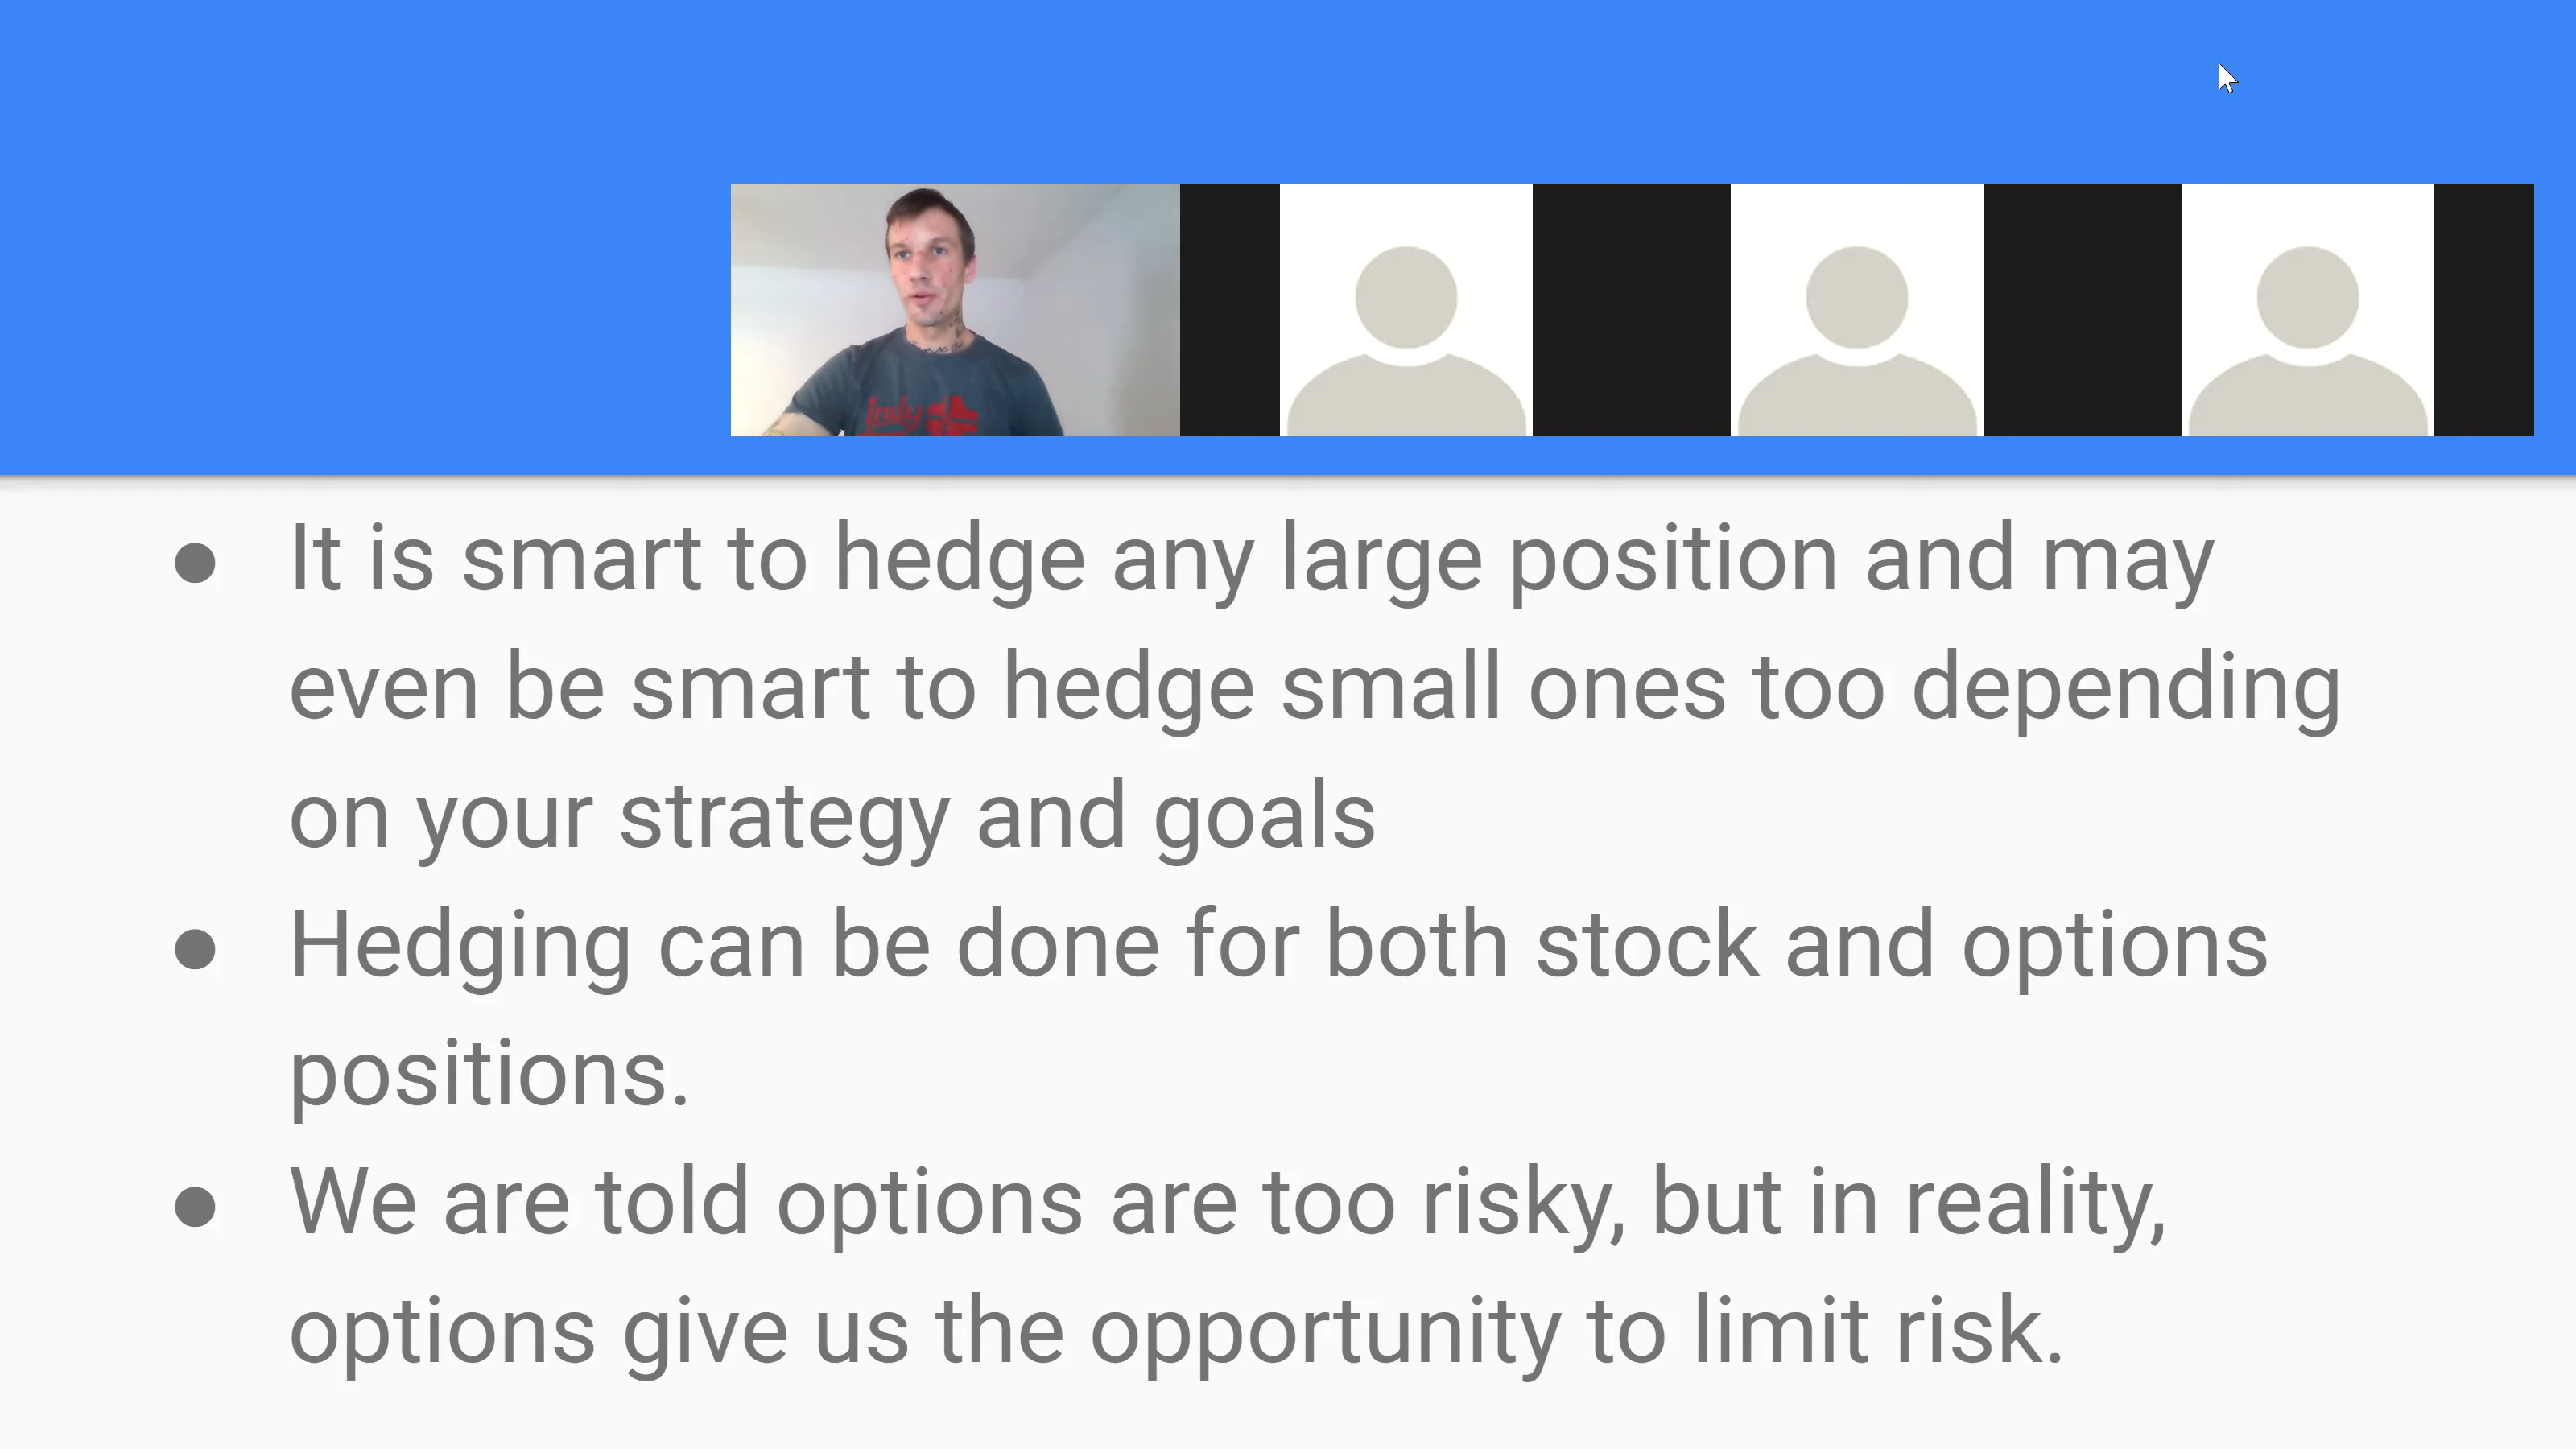 Indy
It is smart to hedge any large position and may
even be smart to hedge small ones too depending
on your strategy and goals
Hedging can be done for both stock and options
positions.
We are told options are too risky, but in reality,
options give us the opportunity to limit risk.